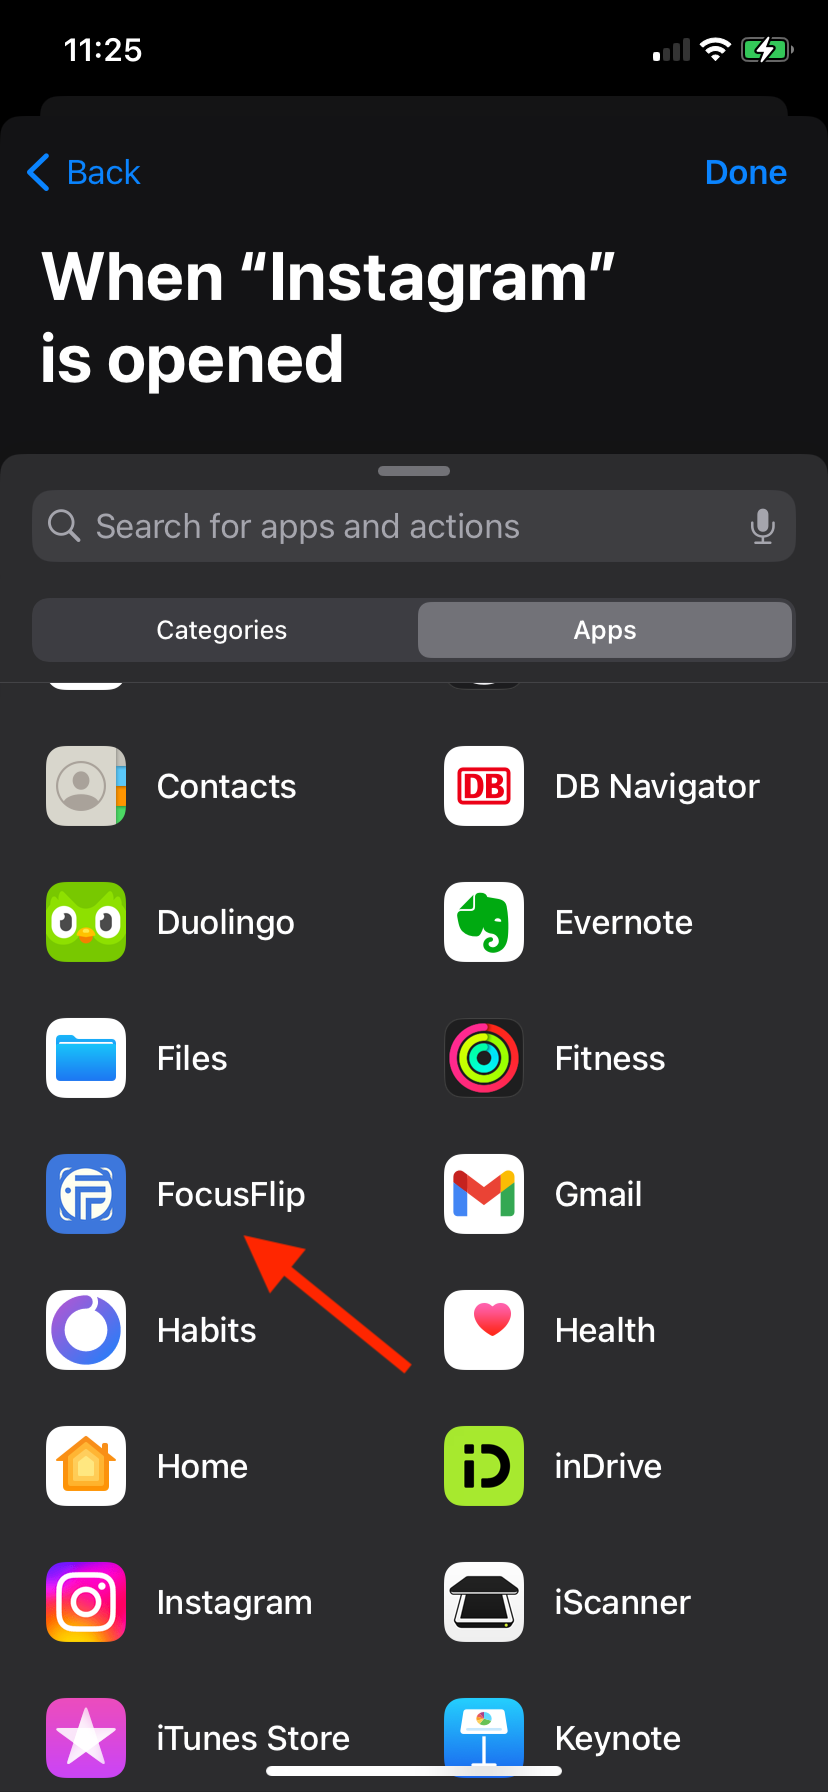 11:25
Back
Done
When “Instagram”
is opened
Search for apps and actions
Categories
Apps
Contacts
DB
DB Navigator
Duolingo
Evernote
Files
Fitness
FocusFlip
Gmail
Habits
Health
Home
iD
inDrive
Instagram
iScanner
iTunes Store
Keynote